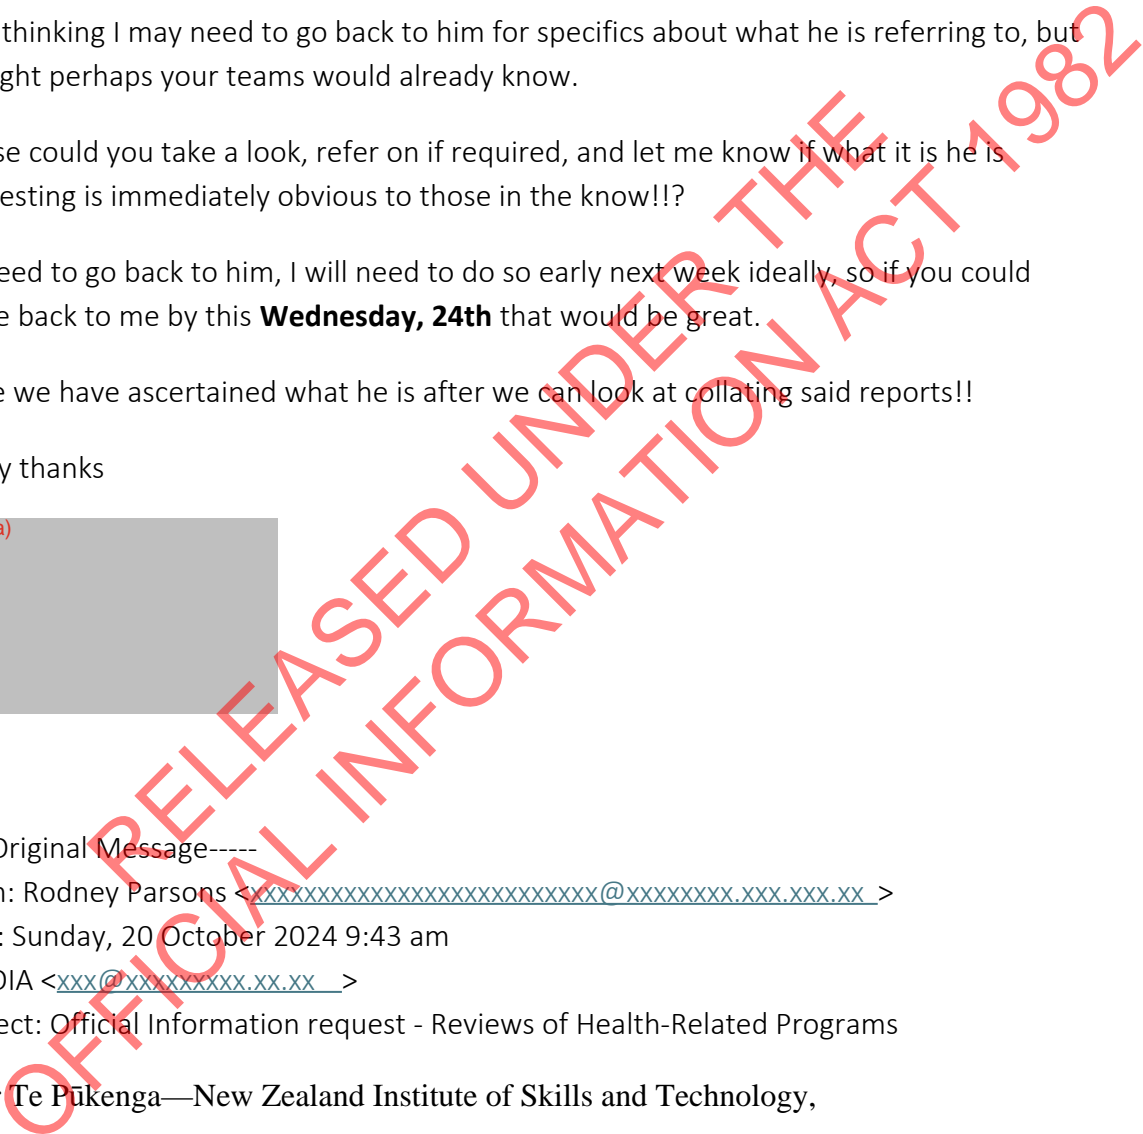 thinking I may need to go back to him for specifics about what he is referring to, but
ght perhaps your teams would already know.
se could you take a look, refer on if required, and let me know if what it is he is
esting is immediately obvious to those in the know!!?
eed to go back to him, I will need to do so early next week ideally, so if you could
e back to me by this Wednesday, 24th that would be great.
e we have ascertained what he is after we can look at collating said reports!!
y thanks
a)
Original Message-----
n: Rodney Parsons <xxxxxxxxxxxxxxxxxxxxxxxxx@xxxxxxxx.xxx.xxx.xx >
: Sunday, 20 October 2024 9:43 am
OIA <xxx@xxxxxxxxx.xx.xx >
ect: Official Information request - Reviews of Health-Related Programs
r Te Pūkenga—New Zealand Institute of Skills and Technology,
RELEASED UNDER THE
OFFICIAL INFORMATION ACT 1982